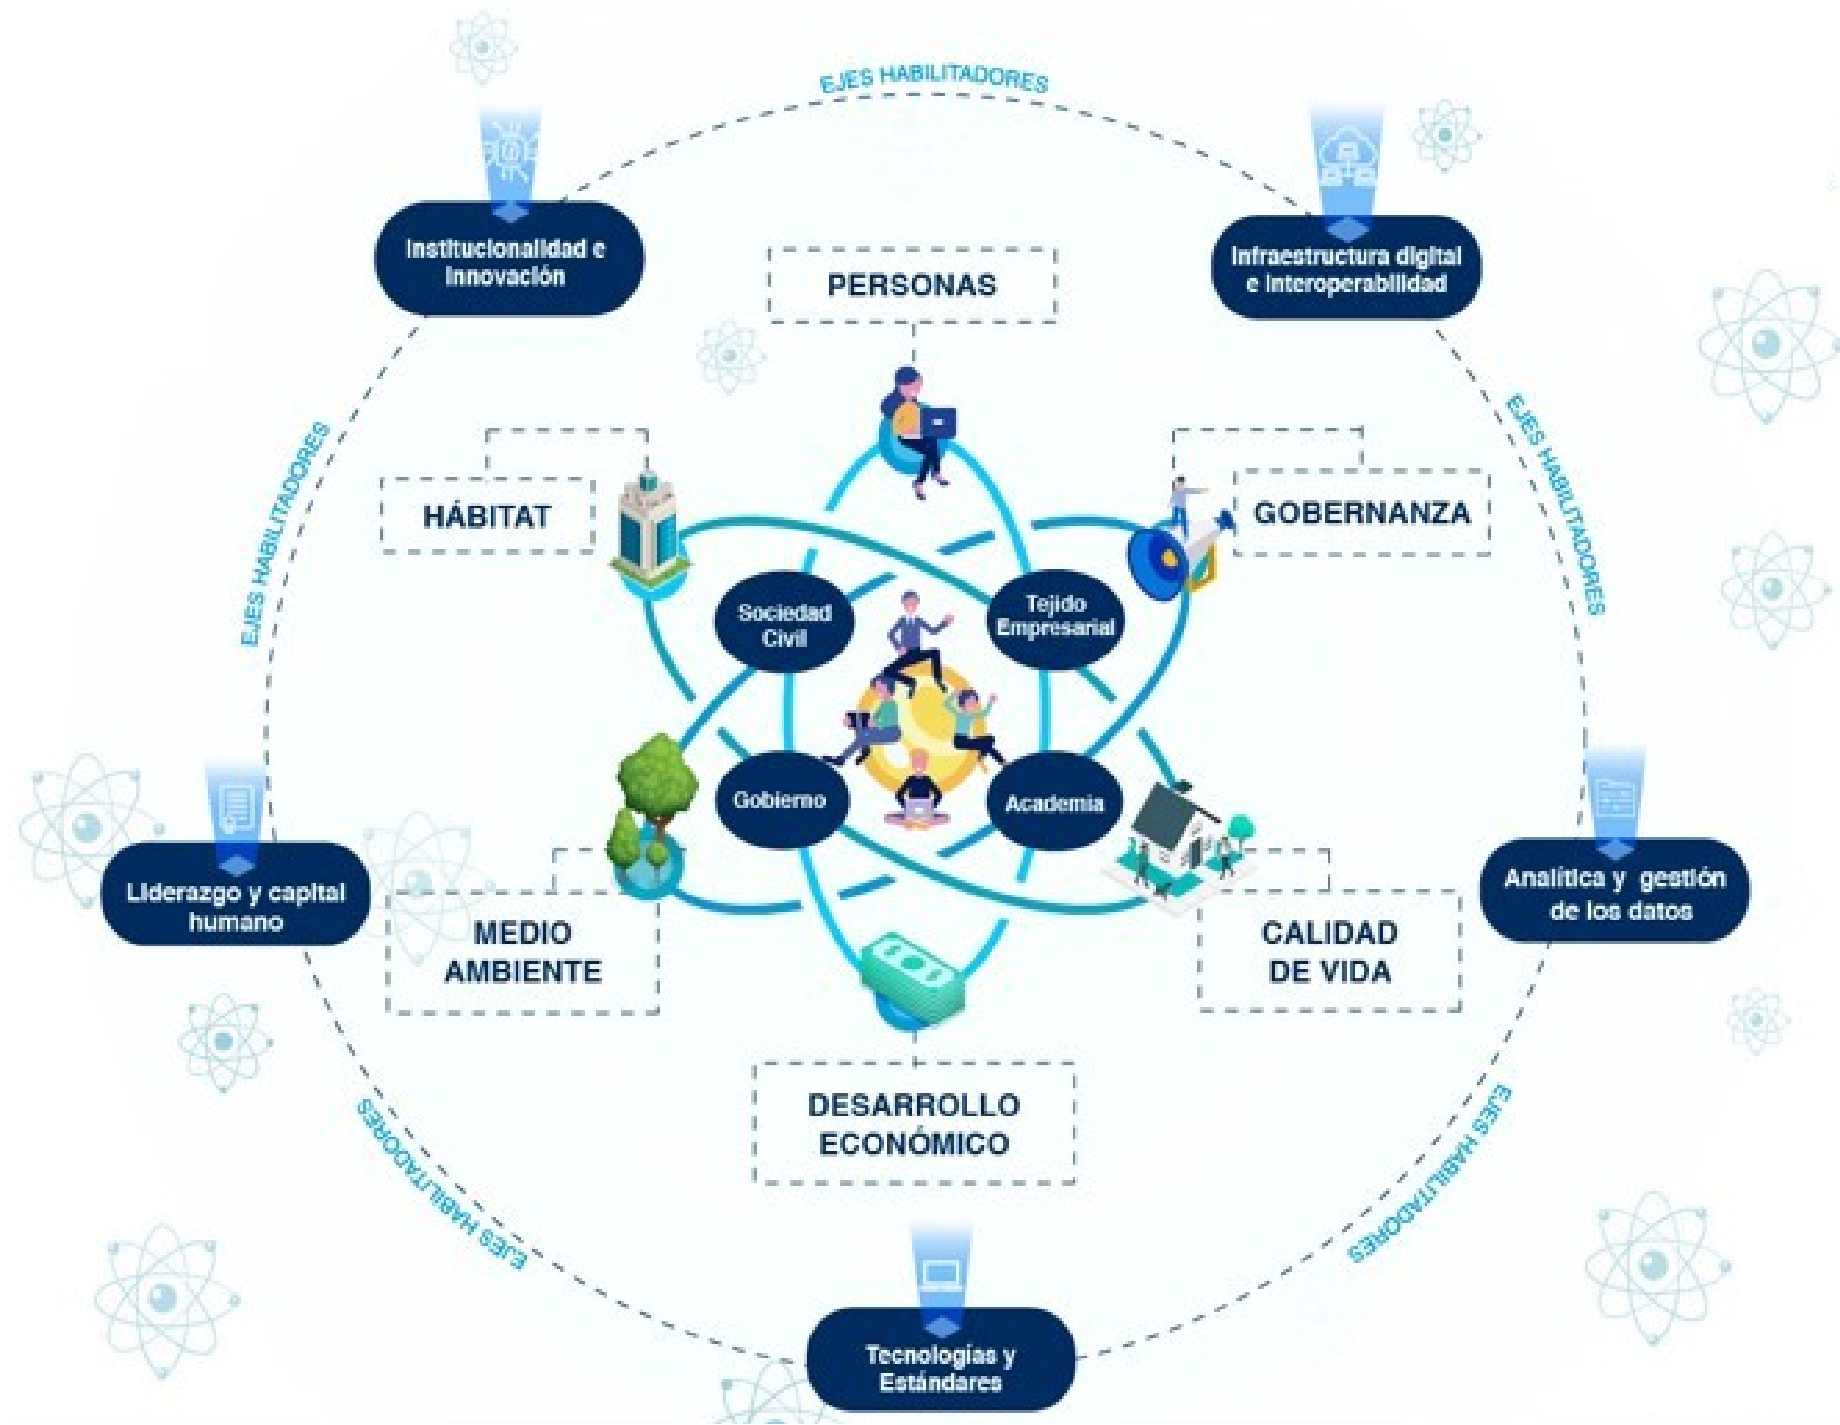 EJES HABILITADORES
Institucionalidad e
Innovación
Infraestructura digital
e interoperabilidad
PERSONAS
EJES HABILITADORES
EJES HABILITADORES
HÁBITAT
GOBERNANZA
Sociedad
Civil
Tejido
Empresarial
Gobierno
Academia
Liderazgo y capital
humano
Analítica y gestión
de los datos
MEDIO
AMBIENTE
CALIDAD
DE VIDA
DESARROLLO
ECONÓMICO
EJES HABILITADORES
EJES HABILITADORES
Tecnologías y
Estándares